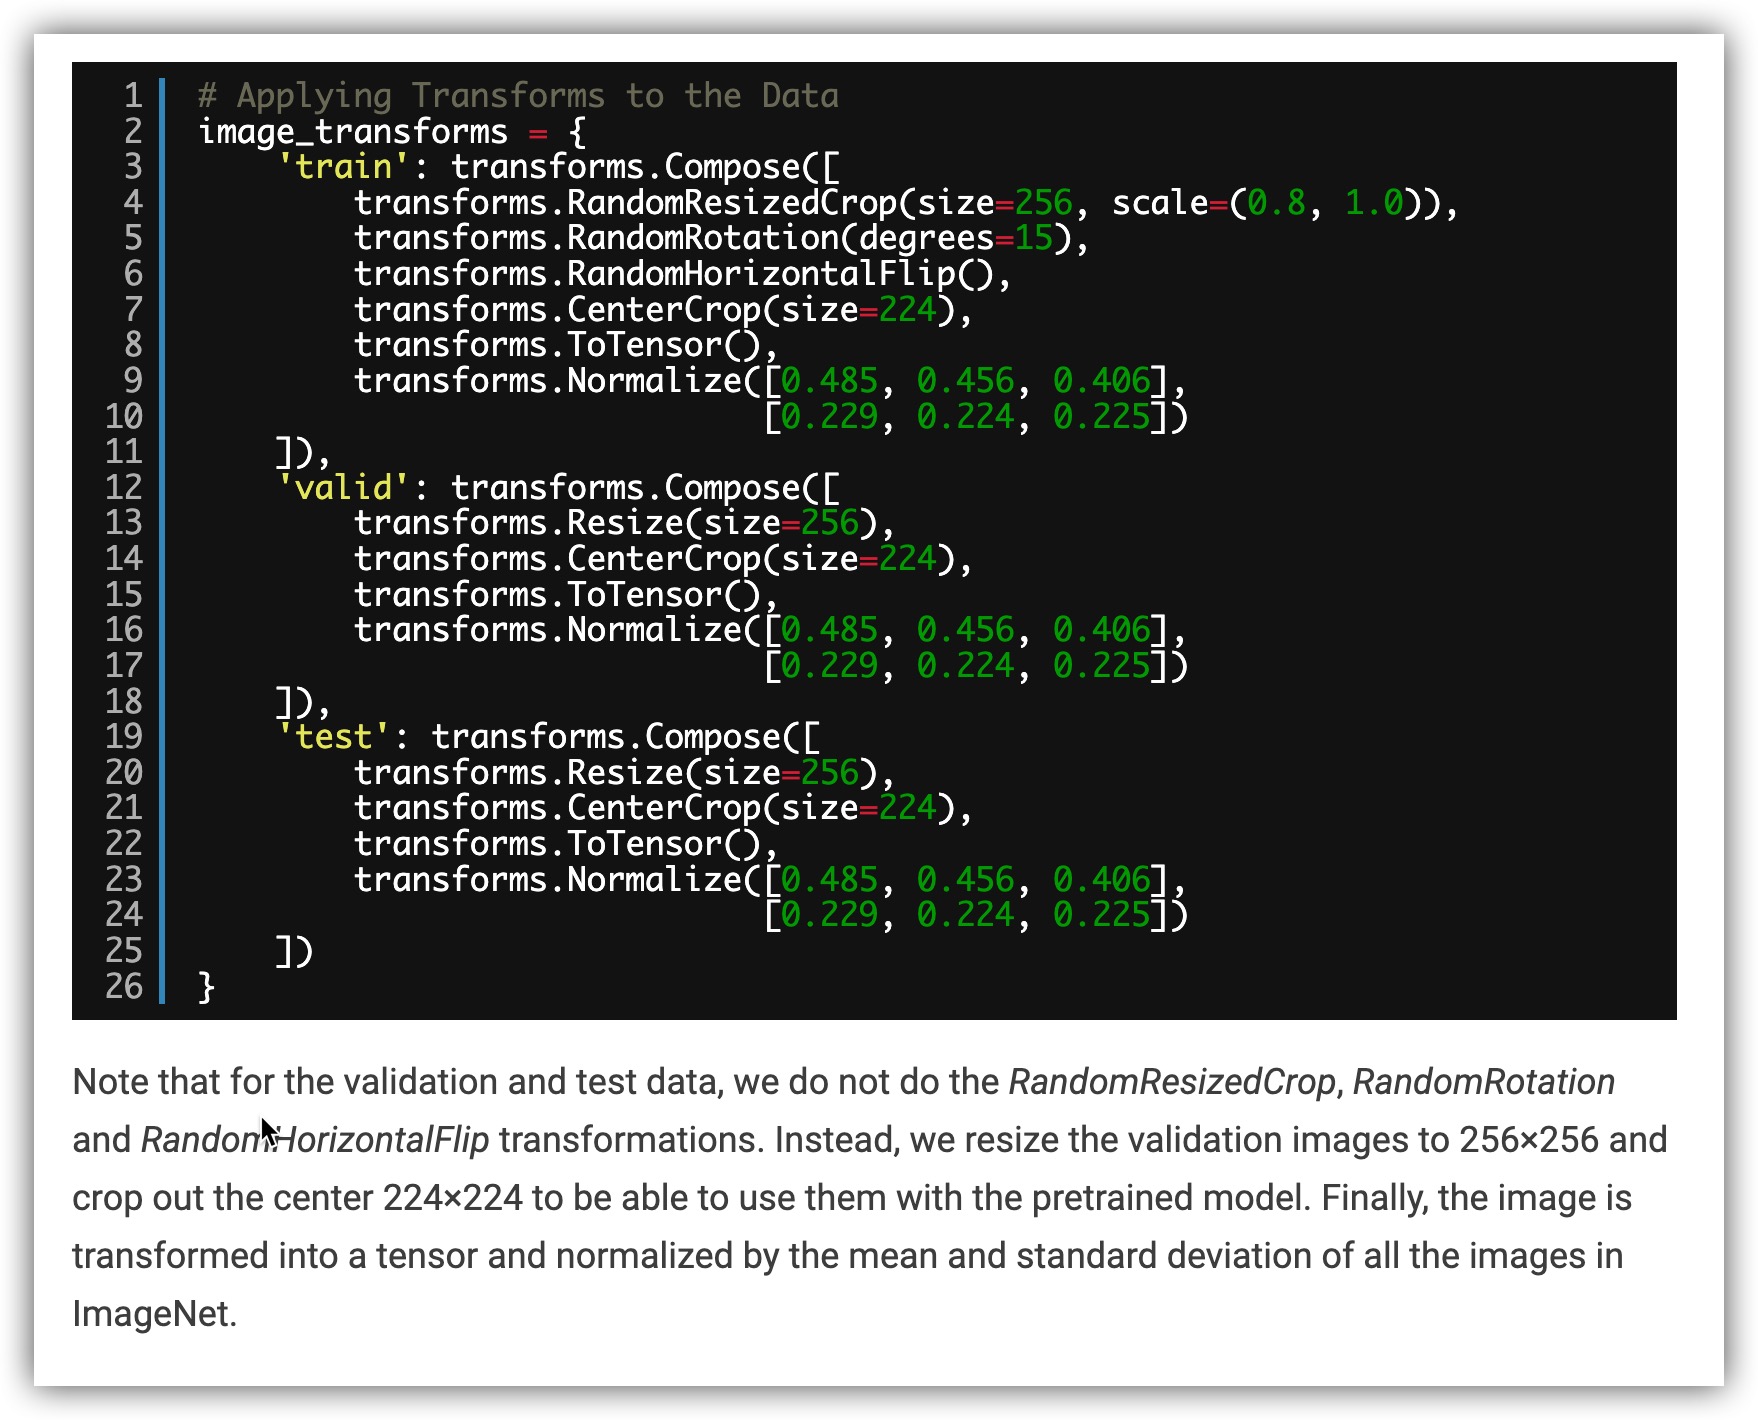 1 # Applying Transforms to the Data
2 image_transforms = {
3     'train': transforms.Compose([
4         transforms.RandomResizedCrop(size=256, scale=(0.8, 1.0)),
5         transforms.RandomRotation(degrees=15),
6         transforms.RandomHorizontalFlip(),
7         transforms.CenterCrop(size=224),
8         transforms.ToTensor(),
9         transforms.Normalize([0.485, 0.456, 0.406],
10                              [0.229, 0.224, 0.225])
11     ]),
12     'valid': transforms.Compose([
13         transforms.Resize(size=256),
14         transforms.CenterCrop(size=224),
15         transforms.ToTensor(),
16         transforms.Normalize([0.485, 0.456, 0.406],
17                              [0.229, 0.224, 0.225])
18     ]),
19     'test': transforms.Compose([
20         transforms.Resize(size=256),
21         transforms.CenterCrop(size=224),
22         transforms.ToTensor(),
23         transforms.Normalize([0.485, 0.456, 0.406],
24                              [0.229, 0.224, 0.225])
25     ])
26 }
Note that for the validation and test data, we do not do the RandomResizedCrop, RandomRotation
and RandomHorizontalFlip transformations. Instead, we resize the validation images to 256×256 and
crop out the center 224×224 to be able to use them with the pretrained model. Finally, the image is
transformed into a tensor and normalized by the mean and standard deviation of all the images in
ImageNet.